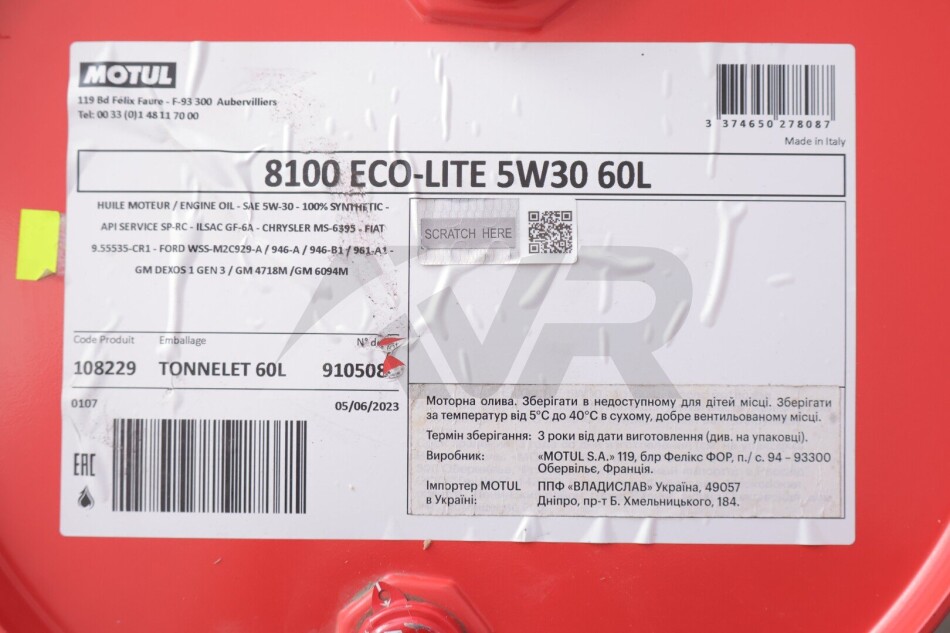 MOTUL
119 Bd Félix Faure - F-93 300 Aubervilliers
Tel: 00 33 (0)1 48 11 70 00
3 374650 278087
Made in Italy
8100 ECO-LITE 5W30 60L
HUILE MOTEUR / ENGINE OIL - SAE 5W-30 - 100% SYNTHETIC -
API SERVICE SP-RC - ILSAC GF-6A - CHRYSLER MS-6395 - FIAT
9.55535-CR1 - FORD WSS-M2C929-A / 946-A / 946-B1 / 961-A1 -
GM DEXOS 1 GEN 3 / GM 4718M /GM 6094M
SCRATCH HERE
VR
Code Produit Emballage N° de
108229 TONNELET 60L 910508
0107 05/06/2023
EAC
Моторна олива. Зберігати в недоступному для дітей місці. Зберігати
за температур від 5°С до 40°С в сухому, добре вентильованому місці.
Термін зберігання: 3 роки від дати виготовлення (див. на упаковці).
Виробник: «MOTUL S.A.» 119, блр Фелікс ФОР, п./ с. 94 – 93300
Обервільє, Франція.
Імпортер MOTUL ППФ «ВЛАДИСЛАВ» Україна, 49057
в Україні: Дніпро, пр-т Б. Хмельницького, 184.